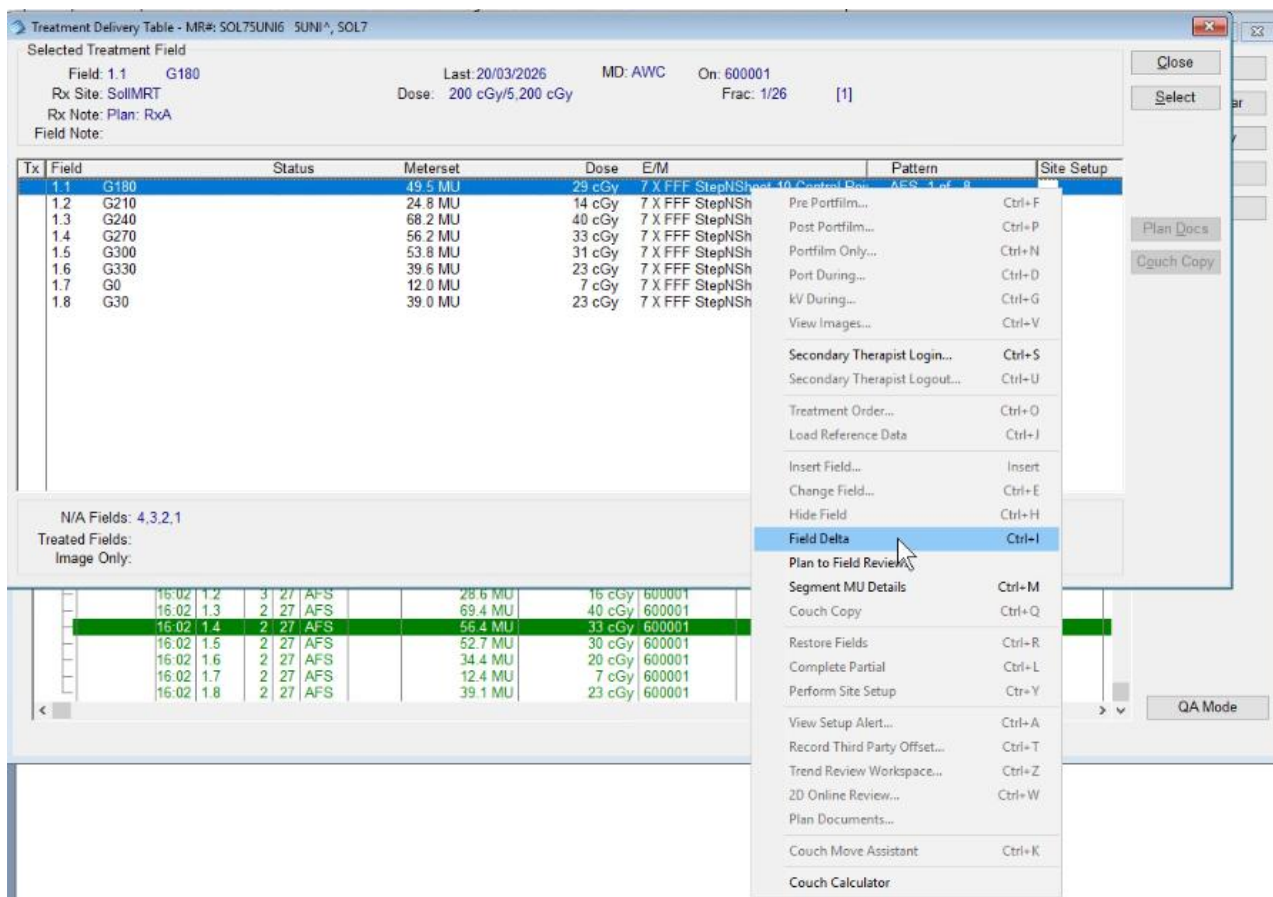 Treatment Delivery Table - MR#: SOL75UNI6 5UNI^, SOL7
Selected Treatment Field
Field: 1.1 G180 Last: 20/03/2026 MD: AWC On: 600001
Rx Site: SollMRT Dose: 200 cGy/5,200 cGy Frac: 1/26 [1]
Rx Note: Plan: RxA
Field Note:
Close
Select
Tx Field Status Meterset Dose E/M Pattern Site Setup
1.1 G180 49.5 MU 29 cGy 7 X FFF StepNSheet 10 Control AFS 1 of 8
1.2 G210 24.8 MU 14 cGy 7 X FFF StepNSh
1.3 G240 68.2 MU 40 cGy 7 X FFF StepNSh
1.4 G270 56.2 MU 33 cGy 7 X FFF StepNSh
1.5 G300 53.8 MU 31 cGy 7 X FFF StepNSh
1.6 G330 39.6 MU 23 cGy 7 X FFF StepNSh
1.7 G0 12.0 MU 7 cGy 7 X FFF StepNSh
1.8 G30 39.0 MU 23 cGy 7 X FFF StepNSh
Plan Docs
Couch Copy
Pre Portfilm... Ctrl+F
Post Portfilm... Ctrl+P
Portfilm Only... Ctrl+N
Port During... Ctrl+D
kV During... Ctrl+G
View Images... Ctrl+V
Secondary Therapist Login... Ctrl+S
Secondary Therapist Logout... Ctrl+U
Treatment Order... Ctrl+O
Load Reference Data Ctrl+J
Insert Field... Insert
Change Field... Ctrl+E
Hide Field Ctrl+H
Field Delta Ctrl+I
Plan to Field Review
Segment MU Details Ctrl+M
Couch Copy Ctrl+Q
Restore Fields Ctrl+R
Complete Partial Ctrl+L
Perform Site Setup Ctr+Y
View Setup Alert... Ctrl+A
Record Third Party Offset... Ctrl+T
Trend Review Workspace... Ctrl+Z
2D Online Review... Ctrl+W
Plan Documents...
Couch Move Assistant Ctrl+K
Couch Calculator
N/A Fields: 4,3,2,1
Treated Fields:
Image Only:
16:02 1.2 3 27 AFS 28.6 MU 16 cGy 600001
16:02 1.3 2 27 AFS 69.4 MU 40 cGy 600001
16:02 1.4 2 27 AFS 56.4 MU 33 cGy 600001
16:02 1.5 2 27 AFS 52.7 MU 30 cGy 600001
16:02 1.6 2 27 AFS 34.4 MU 20 cGy 600001
16:02 1.7 2 27 AFS 12.4 MU 7 cGy 600001
16:02 1.8 2 27 AFS 39.1 MU 23 cGy 600001
QA Mode